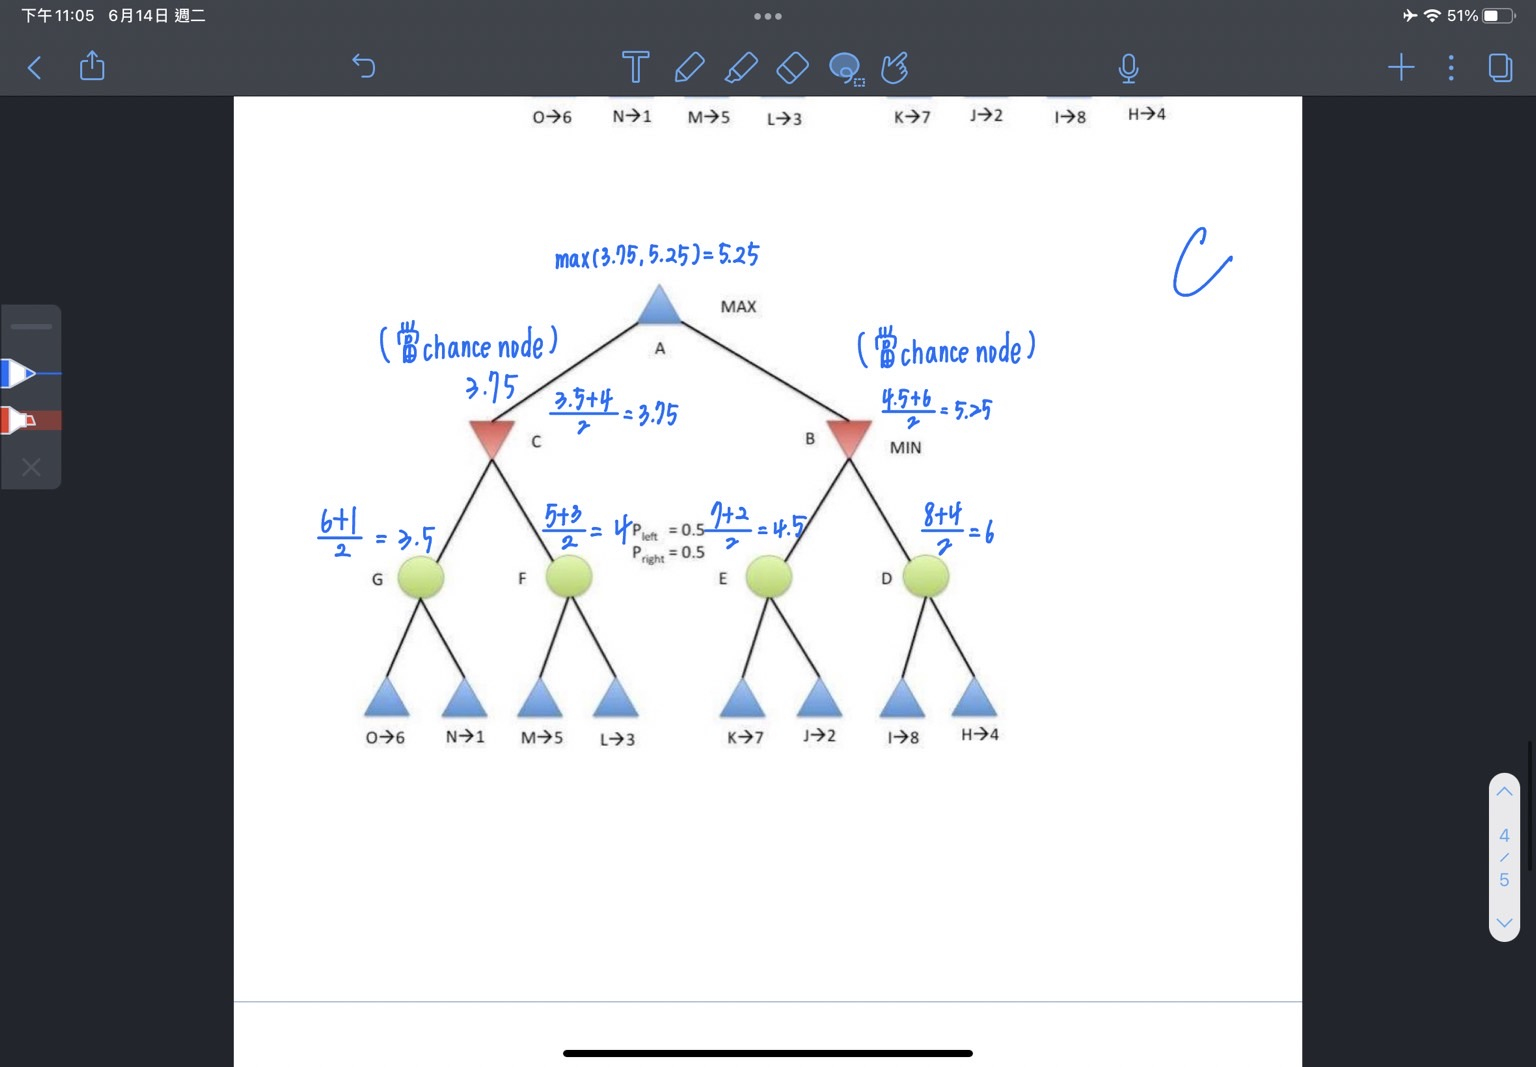 下午11:05 6月14日 週二
51%
O→6 N→1 M→5 L→3 K→7 J→2 I→8 H→4
max(3.75, 5.25)=5.25
C
MAX
A
(當chance node)
(當chance node)
3.75
3.5+4
2
= 3.75
4.5+6
2
= 5.25
C
B
MIN
6+1
2
= 3.5
5+3
2
= 4
Pleft = 0.5
Pright = 0.5
7+2
2
= 4.5
8+4
2
= 6
G
F
E
D
O→6 N→1 M→5 L→3 K→7 J→2 I→8 H→4
4
/
5